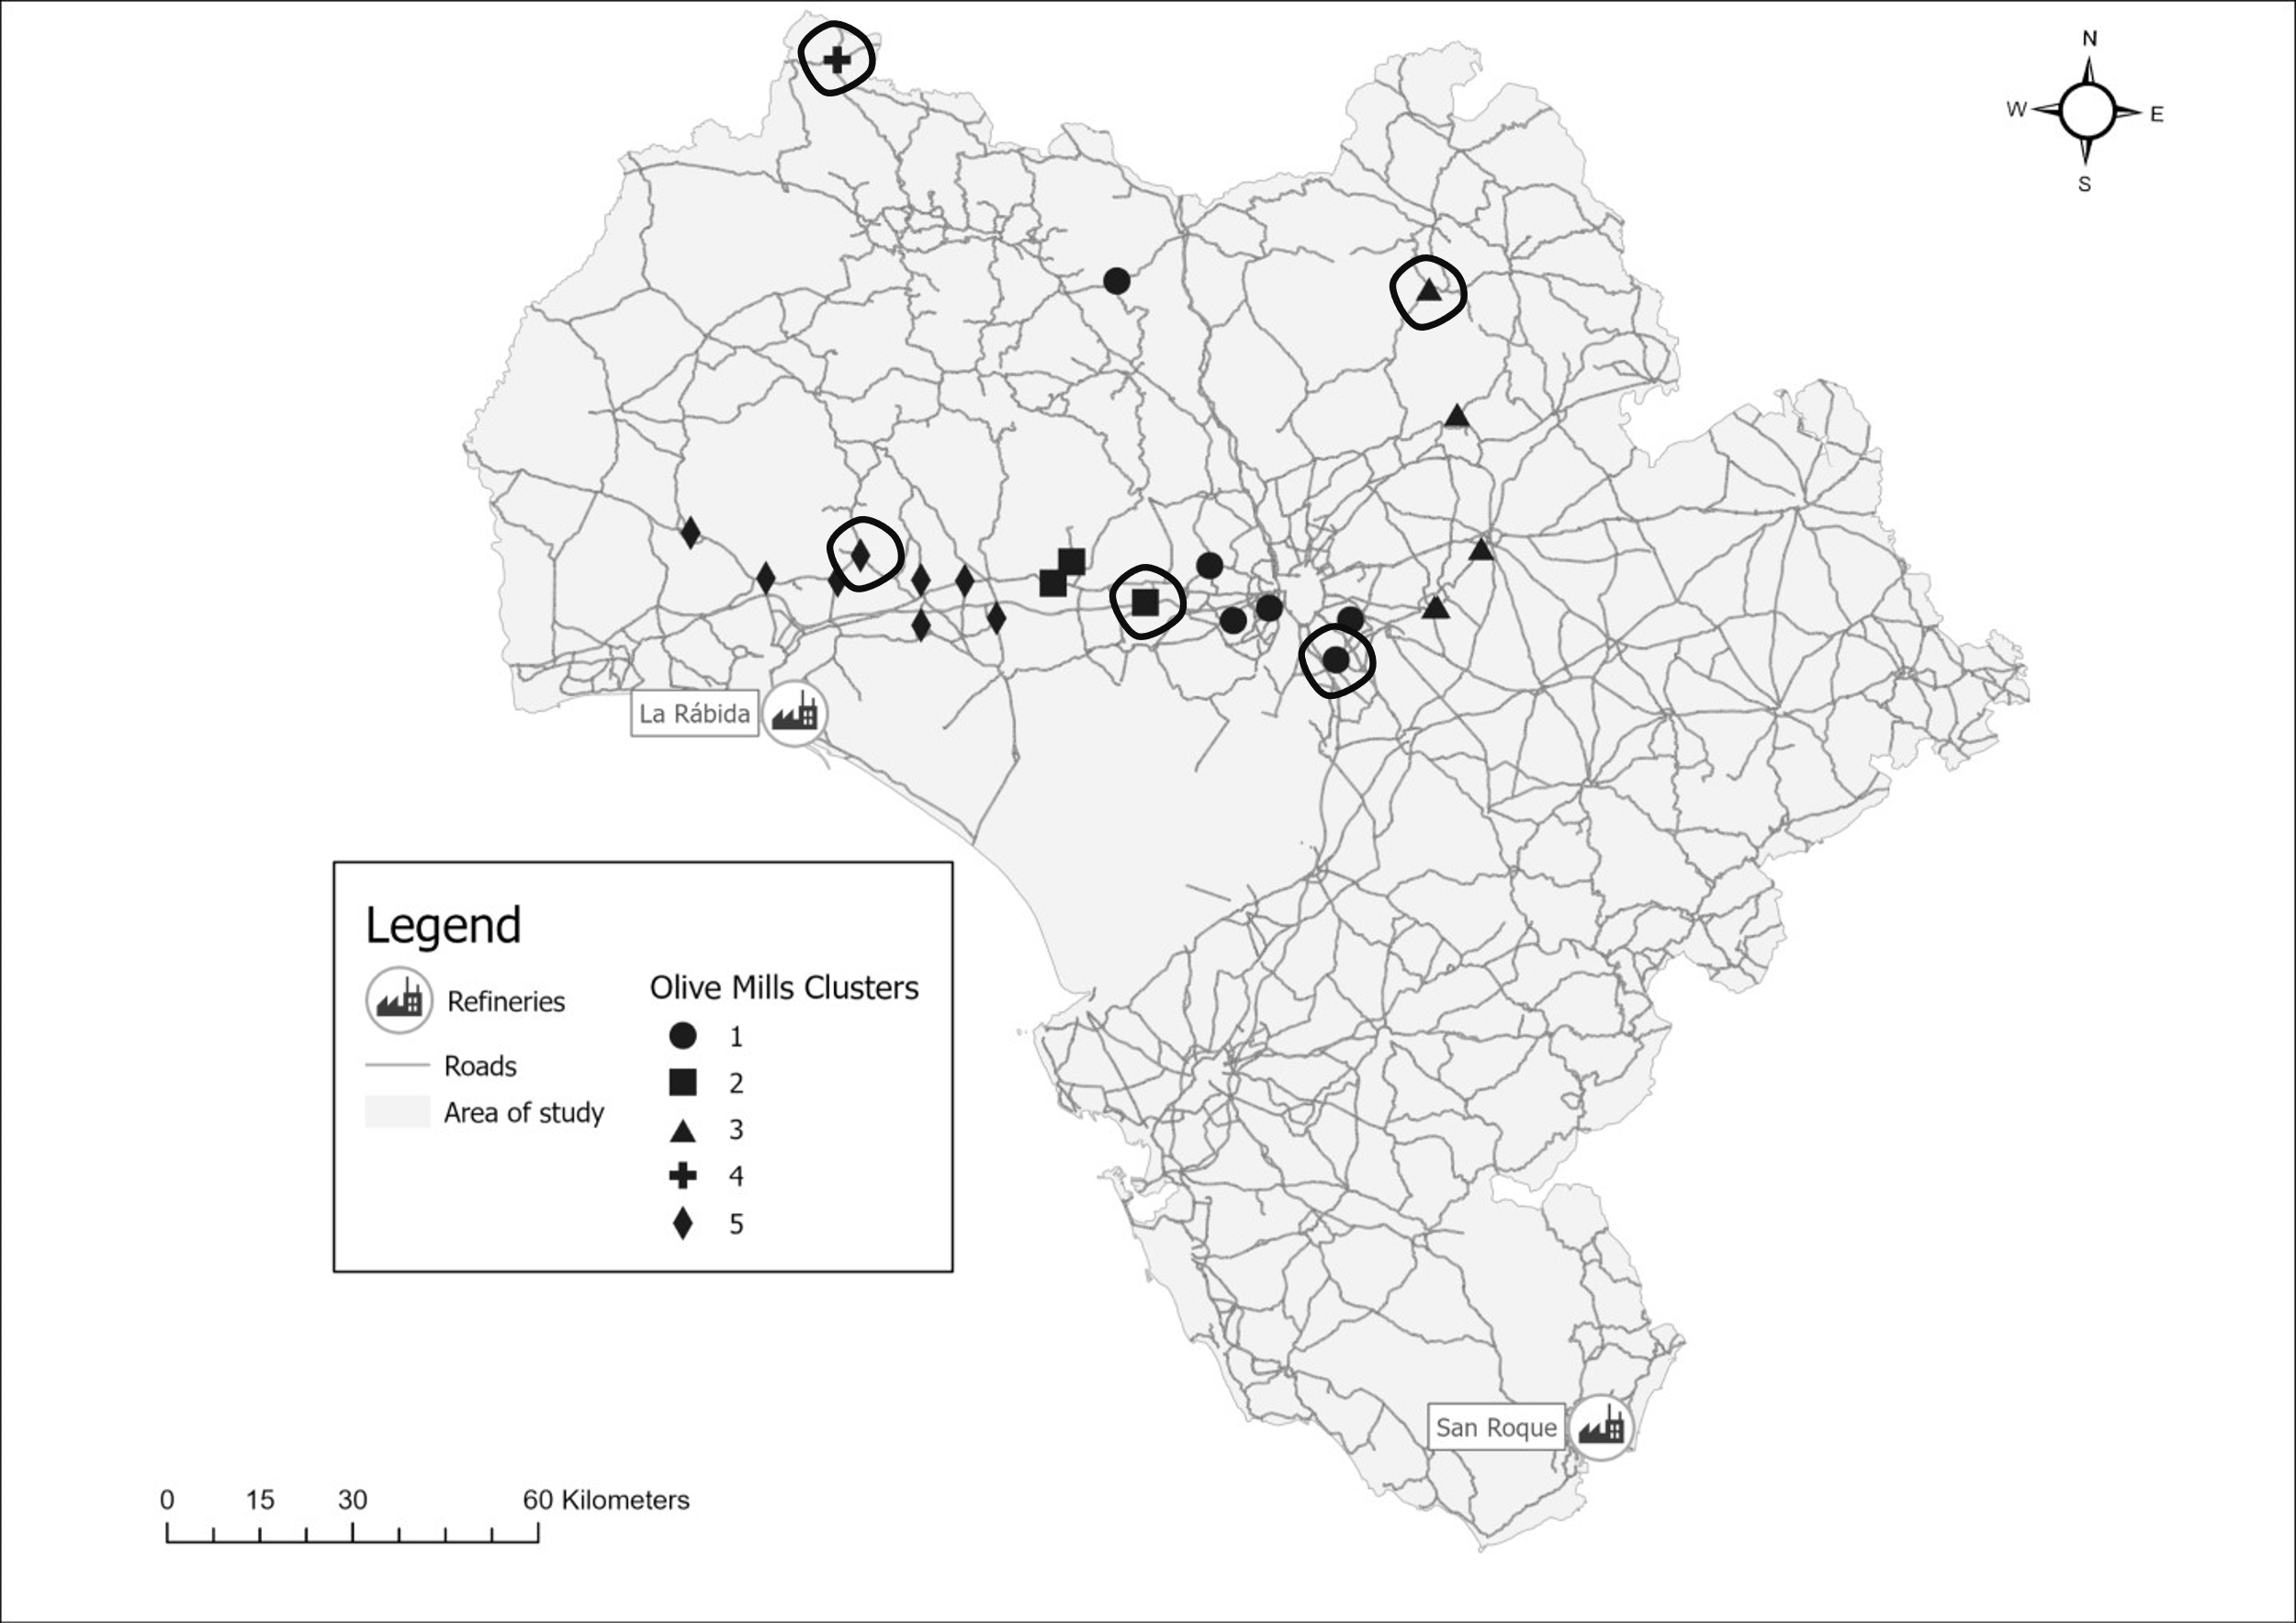 N
W E
S
La Rábida
Legend
Refineries
Roads
Area of study
Olive Mills Clusters
1
2
3
4
5
San Roque
0 15 30 60 Kilometers